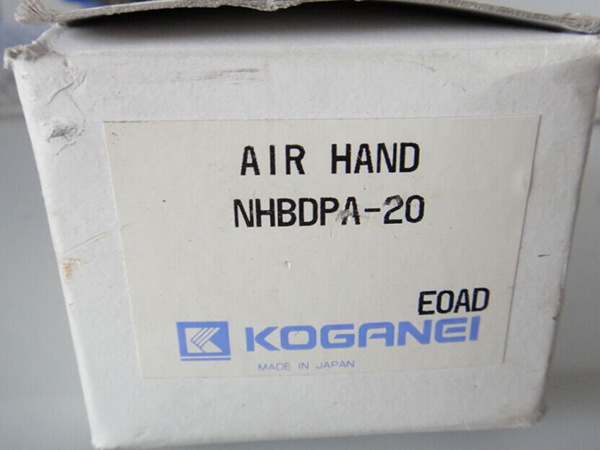 AIR HAND
NHBDPA-20
EOAD
KOGANEI
MADE IN JAPAN